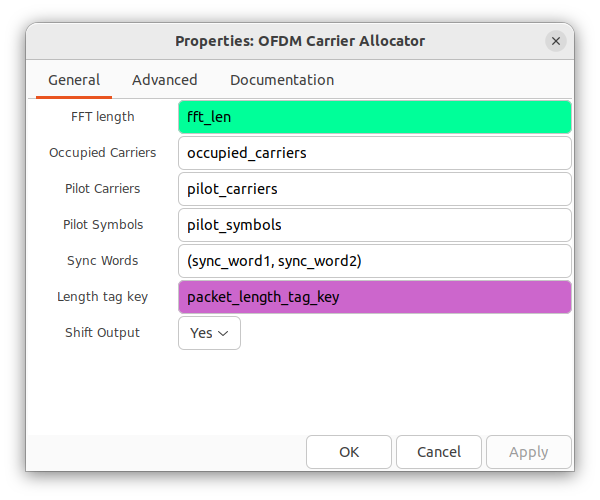 Properties: OFDM Carrier Allocator
General Advanced Documentation
FFT length fft_len
Occupied Carriers occupied_carriers
Pilot Carriers pilot_carriers
Pilot Symbols pilot_symbols
Sync Words (sync_word1, sync_word2)
Length tag key packet_length_tag_key
Shift Output Yes
OK Cancel Apply